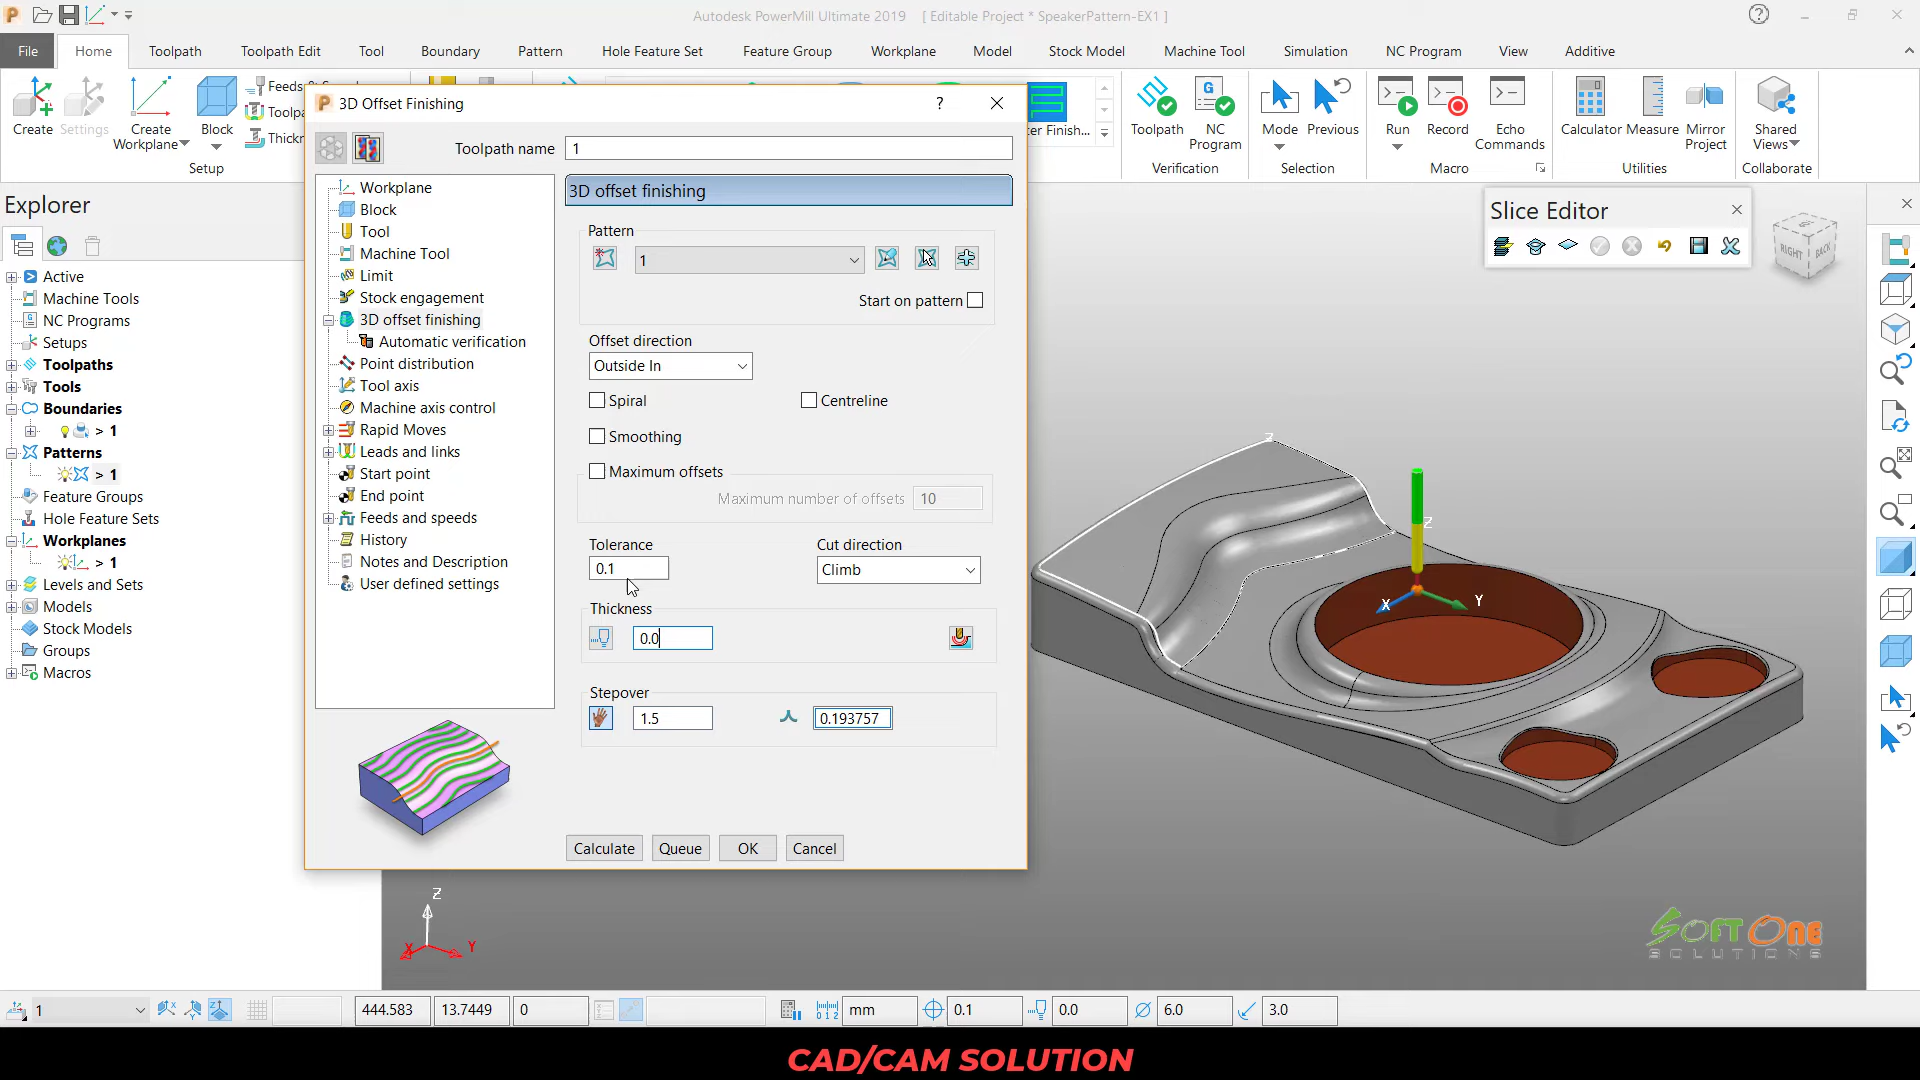 Autodesk PowerMill Ultimate 2019 [ Editable Project * SpeakerPattern-EX1 ]
File Home Toolpath Toolpath Edit Tool Boundary Pattern Hole Feature Set Feature Group Workplane Model Stock Model Machine Tool Simulation NC Program View Additive
Create Settings Create Workplane Block Feeds Toolpa Thickn
Setup
Finish...
Toolpath NC Program
Verification
Mode Previous
Selection
Run Record Echo Commands
Macro
Calculator Measure Mirror Project
Utilities
Shared Views
Collaborate
3D Offset Finishing
Toolpath name 1
Explorer
Active
Machine Tools
NC Programs
Setups
Toolpaths
Tools
Boundaries
> 1
Patterns
> 1
Feature Groups
Hole Feature Sets
Workplanes
> 1
Levels and Sets
Models
Stock Models
Groups
Macros
Workplane
Block
Tool
Machine Tool
Limit
Stock engagement
3D offset finishing
Automatic verification
Point distribution
Tool axis
Machine axis control
Rapid Moves
Leads and links
Start point
End point
Feeds and speeds
History
Notes and Description
User defined settings
3D offset finishing
Pattern
1
Start on pattern
Offset direction
Outside In
Spiral Centreline
Smoothing
Maximum offsets
Maximum number of offsets 10
Tolerance Cut direction
0.1 Climb
Thickness
0.0
Stepover
1.5 0.193757
Calculate Queue OK Cancel
Slice Editor
RIGHT BACK
Z
Z
X Y
Z
X Y
SOFT ONE
SOLUTIONS
1 444.583 13.7449 0 mm 0.1 0.0 6.0 3.0
CAD/CAM SOLUTION